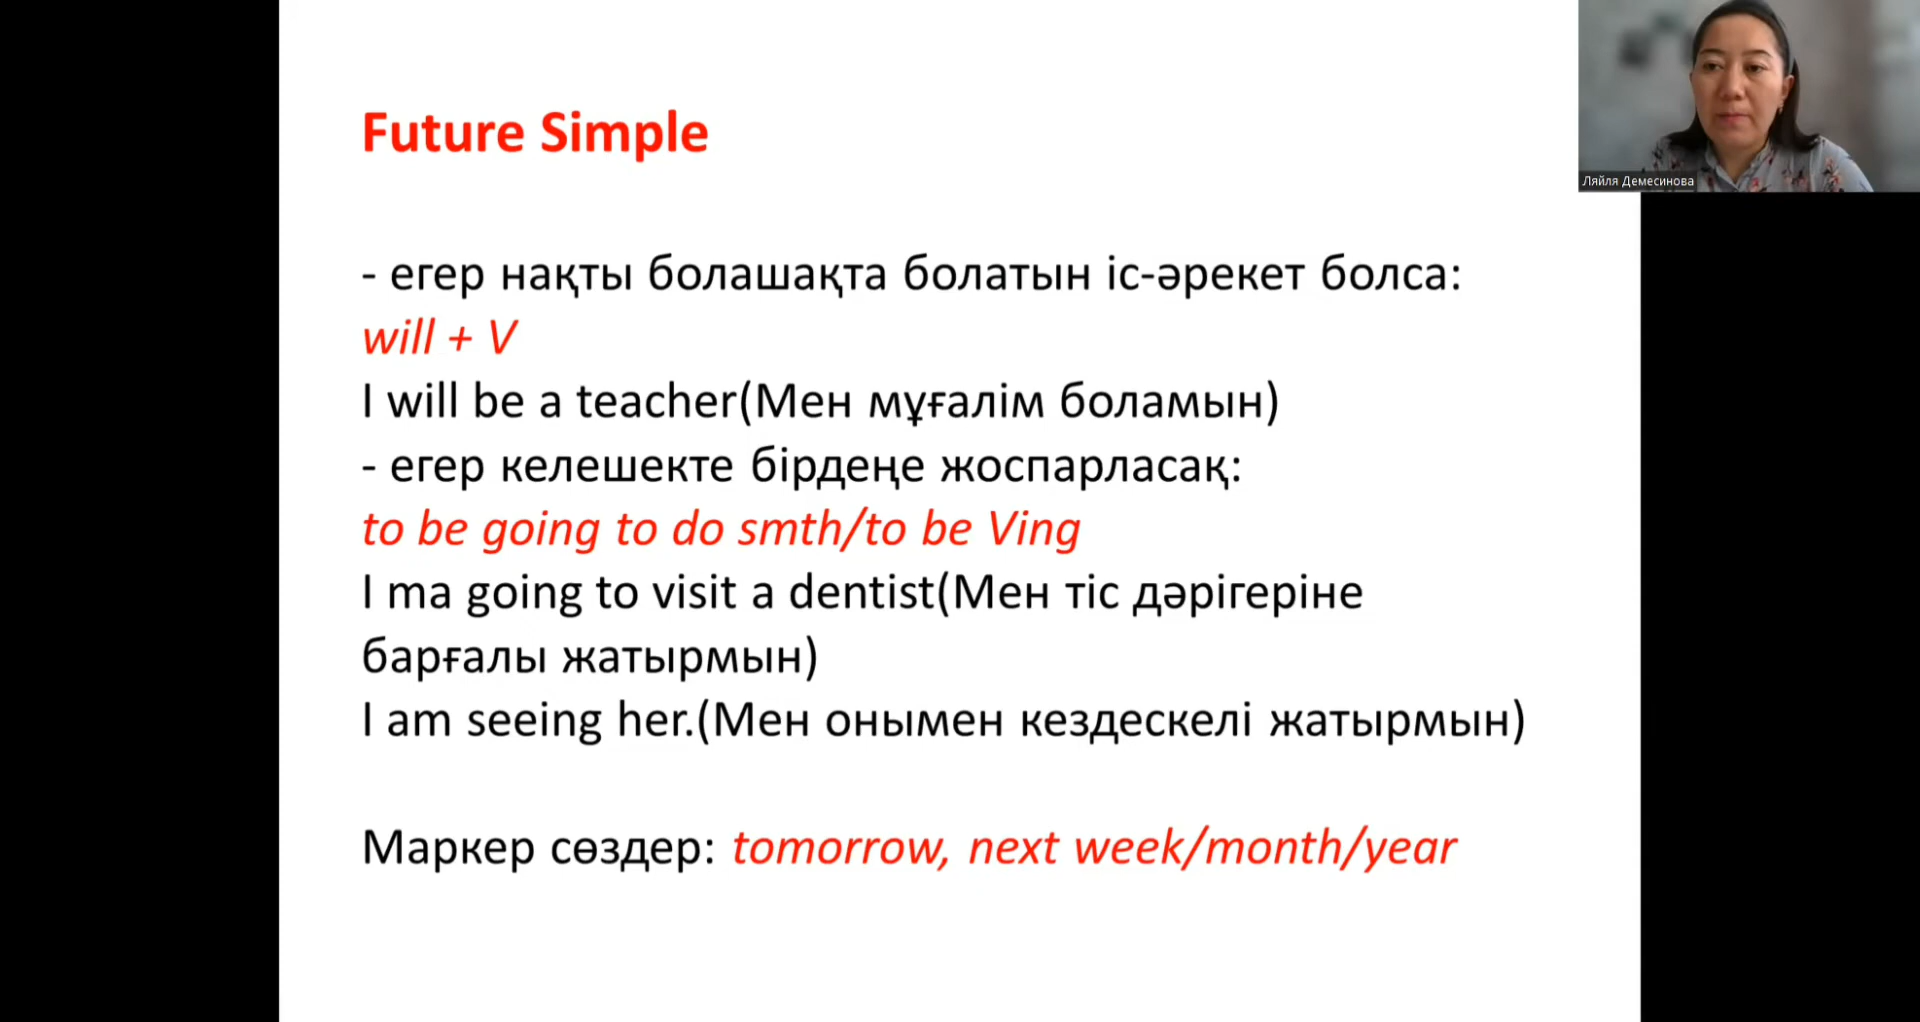 Future Simple
- егер нақты болашақта болатын іс-әрекет болса:
will + V
I will be a teacher(Мен мұғалім боламын)
- егер келешекте бірдеңе жоспарласақ:
to be going to do smth/to be Ving
I ma going to visit a dentist(Мен тіс дәрігеріне
барғалы жатырмын)
I am seeing her.(Мен онымен кездескелі жатырмын)
Маркер сөздер: tomorrow, next week/month/year
Ляйля Демесинова